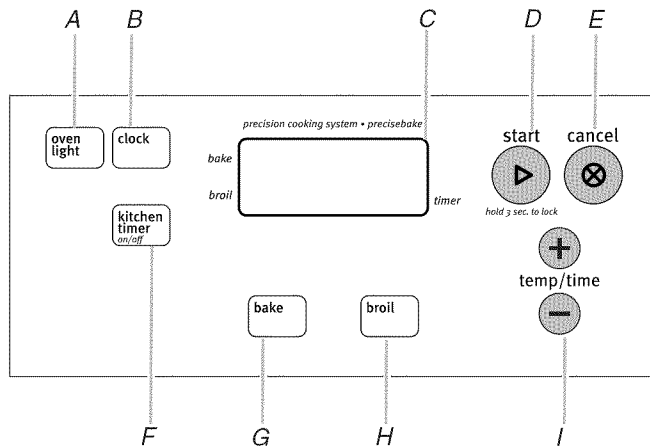 A B C D E
precision cooking system • precisebake
oven
light
clock
bake
broil
timer
start
cancel
hold 3 sec. to lock
kitchen
timer
on/off
temp/time
bake
broil
F G H I